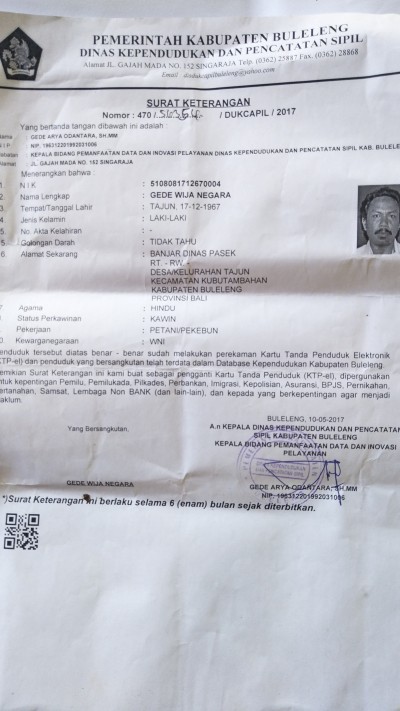 PEMERINTAH KABUPATEN BULELENG
DINAS KEPENDUDUKAN DAN PENCATATAN SIPIL
Alamat JL. GAJAH MADA NO. 152 SINGARAJA Telp. (0362) 25887 Fax. (0362) 28868
Email : disdukcapilbuleleng@yahoo.com
SURAT KETERANGAN
Nomor : 470 / / DUKCAPIL / 2017
Yang bertanda tangan dibawah ini adalah
: GEDE ARYA ODANTARA, SH,MM
NIP. 196312201992031006
: KEPALA BIDANG PEMANFAATAN DATA DAN INOVASI PELAYANAN DINAS KEPENDUDUKAN DAN PENCATATAN SIPIL KAB. BULELE
: JL. GAJAH MADA NO. 152 SINGARAJA
Menerangkan bahwa :
1. N I K : 5108081712670004
2. Nama Lengkap : GEDE WIJA NEGARA
3. Tempat/Tanggal Lahir : TAJUN, 17-12-1967
4 Jenis Kelamin : LAKI-LAKI
5. No. Akta Kelahiran : -
5 Golongan Darah : TIDAK TAHU
6 Alamat Sekarang : BANJAR DINAS PASEK
RT. - RW. -
DESA/KELURAHAN TAJUN
KECAMATAN KUBUTAMBAHAN
KABUPATEN BULELENG
PROVINSI BALI
7. Agama : HINDU
Status Perkawman : KAWIN
Pekerjaan : PETANI/PEKEBUN
Kewarganegaraan : WNI
enduduk tersebut diatas benar - benar sudah melakukan perekaman Kartu Tanda Penduduk Elektronik
KTP-el) dan penduduk yang bersangkutan telah terdata dalam Database Kependudukan Kabupaten Buleleng.
emikian Surat Keterangan ini kami buat sebagai pengganti Kartu Tanda Penduduk (KTP-el), dipergunakan
ntuk kepentingan Pemilu, Pemilukada, Pilkades, Perbankan, Imigrasi, Kepolisian, Asuransi, BPJS, Pernikahan,
ertanahan, Samsat, Lembaga Non BANK (dan lain-lain), dan kepada yang berkepentingan agar menjadi
aklum.
BULELENG, 10-05-2017
Yang Bersangkutan.
A.n KEPALA DINAS KEPENDUDUKAN DAN PENCATATAN
SIPIL KABUPATEN BULELENG
KEPALA BIDANG PEMANFAATAN DATA DAN INOVASI
PELAYANAN
GEDE WIJA NEGARA
GEDE ARYA ODANTARA, SH,MM
NIP. 196312201992031006
*)Surat Keterangan ini berlaku selama 6 (enam) bulan sejak diterbitkan.